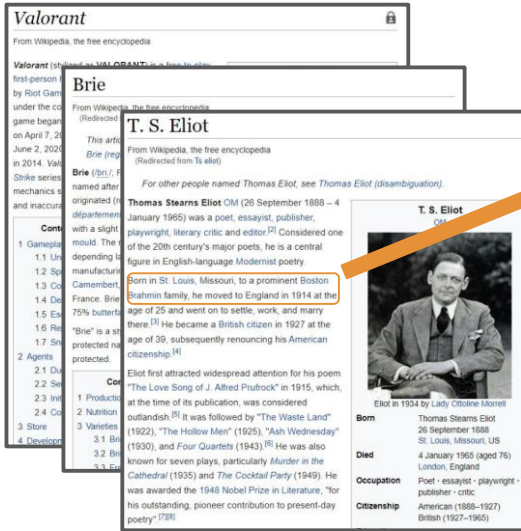 Valorant
From Wikipedia, the free encyclopedia
Valorant (stylized as VALORANT) is a free-to-play
first-person
by Riot Gam
under the co
game began
on April 7, 20
June 2, 2020
in 2014. Valo
Strike series
mechanics s
and inaccura
Cont
1 Gameplay
1.1 Un
1.2 Sp
1.3 Co
1.4 De
1.5 Es
1.6 Re
1.7 Sn
2 Agents
2.1 Du
2.2 Se
2.3 Init
2.4 Co
3 Store
4 Developm
Brie
From Wikipedia, the free encyclopedia
(Redirected
This artic
Brie (reg
Brie (/briː/; F
named after
originated (r
département
with a slight
mould. The r
depending la
manufacturin
Camembert,
France. Brie
75% butterfa
"Brie" is a st
protected na
protected.
Con
1 Productio
2 Nutrition
3 Varieties
3.1 Bri
3.2 Bri
3.3 Fre
T. S. Eliot
From Wikipedia, the free encyclopedia
(Redirected from Ts eliot)
For other people named Thomas Eliot, see Thomas Eliot (disambiguation).
Thomas Stearns Eliot OM (26 September 1888 – 4
January 1965) was a poet, essayist, publisher,
playwright, literary critic and editor.[2] Considered one
of the 20th century's major poets, he is a central
figure in English-language Modernist poetry.
Born in St. Louis, Missouri, to a prominent Boston
Brahmin family, he moved to England in 1914 at the
age of 25 and went on to settle, work, and marry
there.[3] He became a British citizen in 1927 at the
age of 39, subsequently renouncing his American
citizenship.[4]
Eliot first attracted widespread attention for his poem
"The Love Song of J. Alfred Prufrock" in 1915, which,
at the time of its publication, was considered
outlandish.[5] It was followed by "The Waste Land"
(1922), "The Hollow Men" (1925), "Ash Wednesday"
(1930), and Four Quartets (1943).[6] He was also
known for seven plays, particularly Murder in the
Cathedral (1935) and The Cocktail Party (1949). He
was awarded the 1948 Nobel Prize in Literature, "for
his outstanding, pioneer contribution to present-day
poetry".[7][8]
T. S. Eliot
OM
Eliot in 1934 by Lady Ottoline Morrell
Born Thomas Stearns Eliot
26 September 1888
St. Louis, Missouri, US
Died 4 January 1965 (aged 76)
London, England
Occupation Poet · essayist · playwright ·
publisher · critic
Citizenship American (1888–1927)
British (1927–1965)